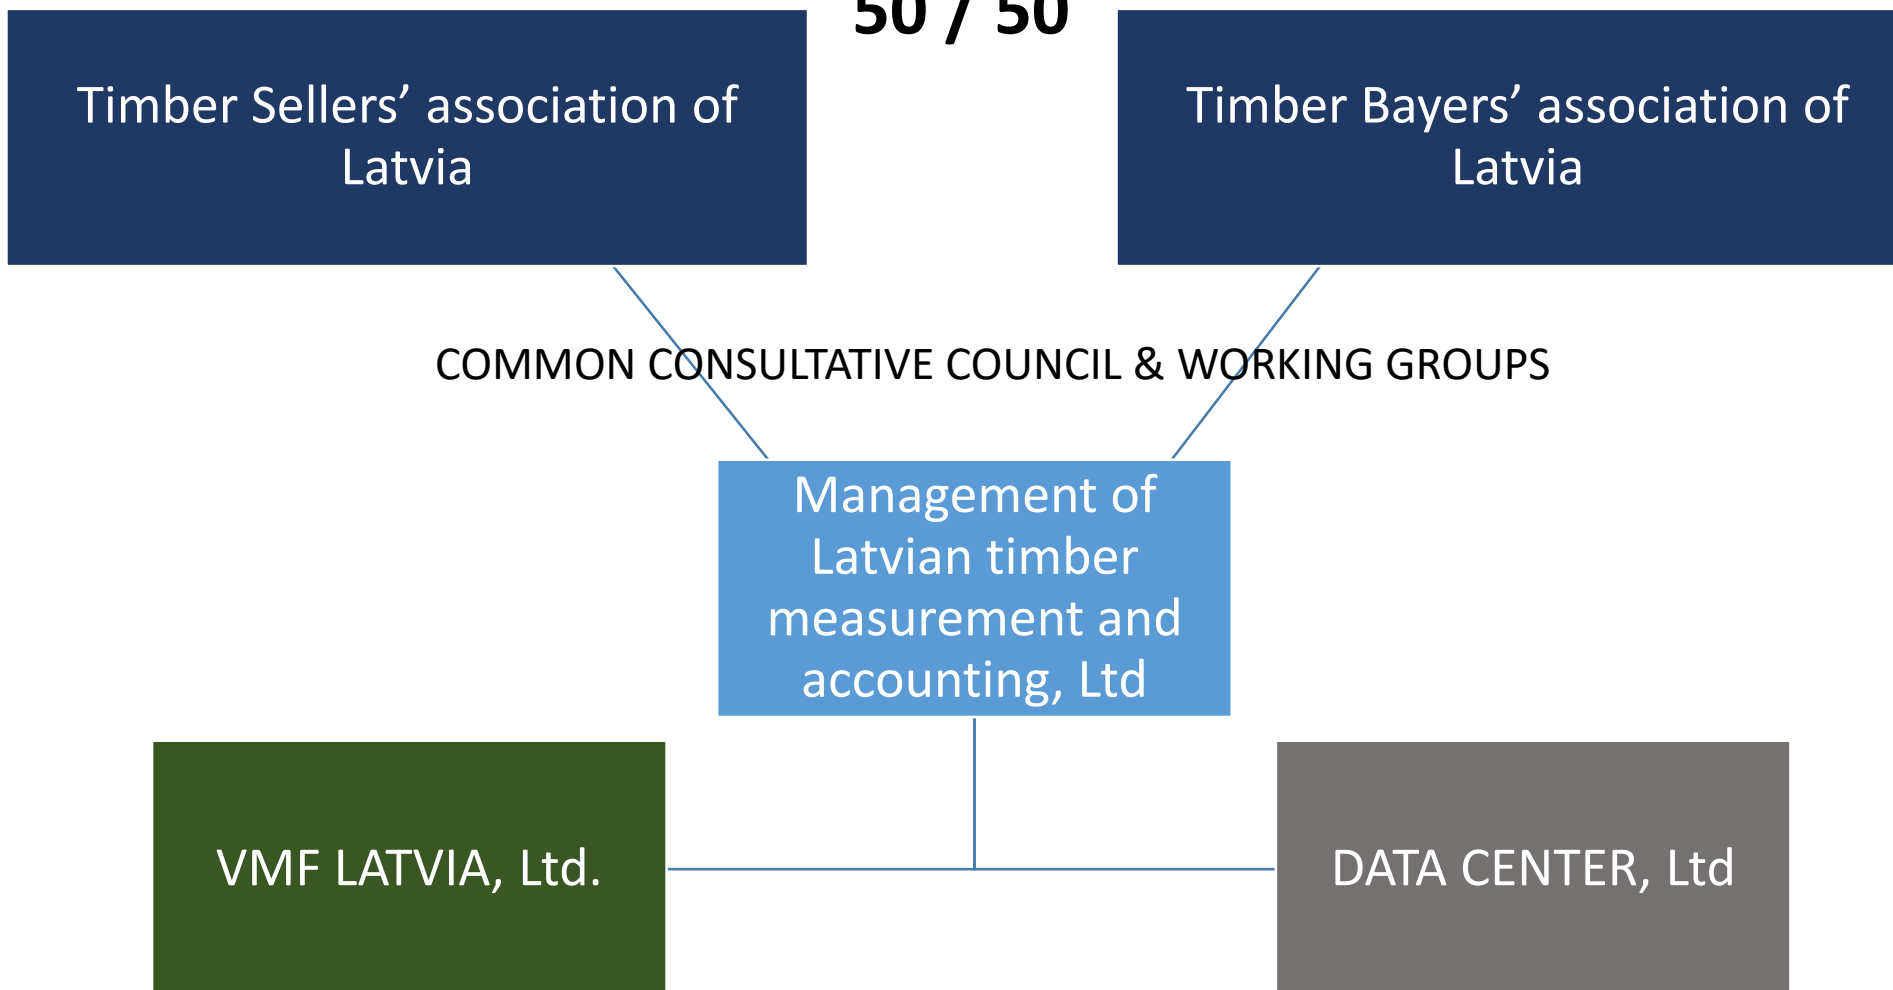 50 / 50
Timber Sellers’ association of
Latvia
Timber Bayers’ association of
Latvia
COMMON CONSULTATIVE COUNCIL & WORKING GROUPS
Management of
Latvian timber
measurement and
accounting, Ltd
VMF LATVIA, Ltd.
DATA CENTER, Ltd